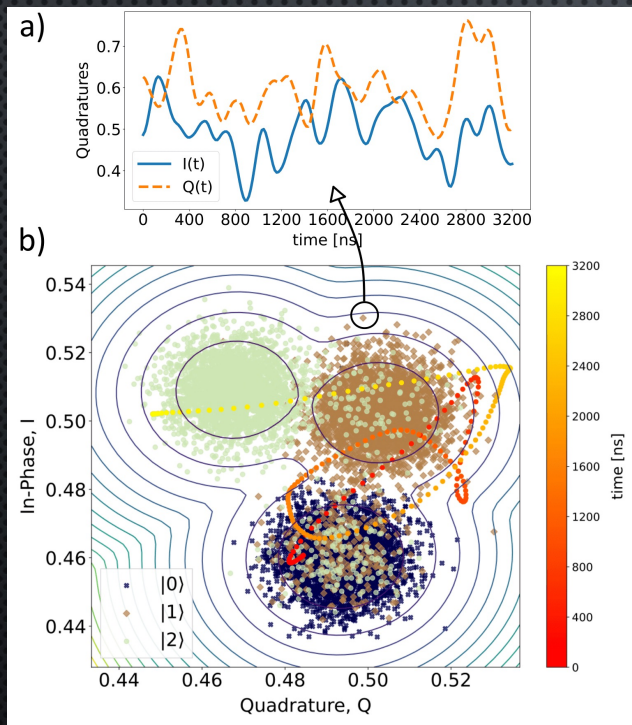 a)
Quadratures
0.7
0.6
0.5
0.4
I(t)
Q(t)
0 400 800 1200 1600 2000 2400 2800 3200
time [ns]
b)
In-Phase, I
0.54
0.52
0.50
0.48
0.46
0.44
|0⟩
|1⟩
|2⟩
0.44 0.46 0.48 0.50 0.52
Quadrature, Q
3200
2800
2400
2000
1600
1200
800
400
0
time [ns]